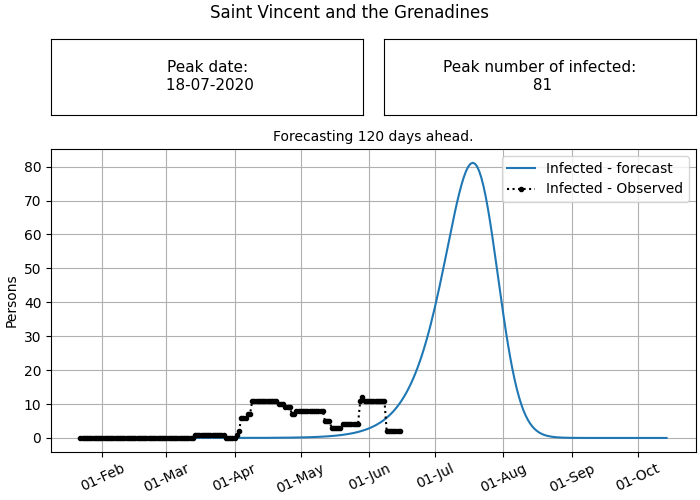 Saint Vincent and the Grenadines
Peak date:
18-07-2020
Peak number of infected:
81
Forecasting 120 days ahead.
Infected - forecast
Infected - Observed
Persons
80
70
60
50
40
30
20
10
0
01-Feb
01-Mar
01-Apr
01-May
01-Jun
01-Jul
01-Aug
01-Sep
01-Oct